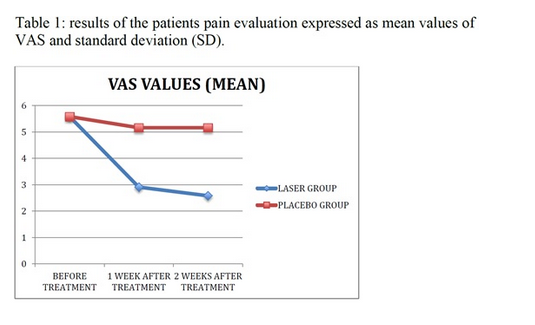 Table 1: results of the patients pain evaluation expressed as mean values of
VAS and standard deviation (SD).
VAS VALUES (MEAN)
6
5
4
3
2
1
0
BEFORE TREATMENT
1 WEEK AFTER TREATMENT
2 WEEKS AFTER TREATMENT
LASER GROUP
PLACEBO GROUP